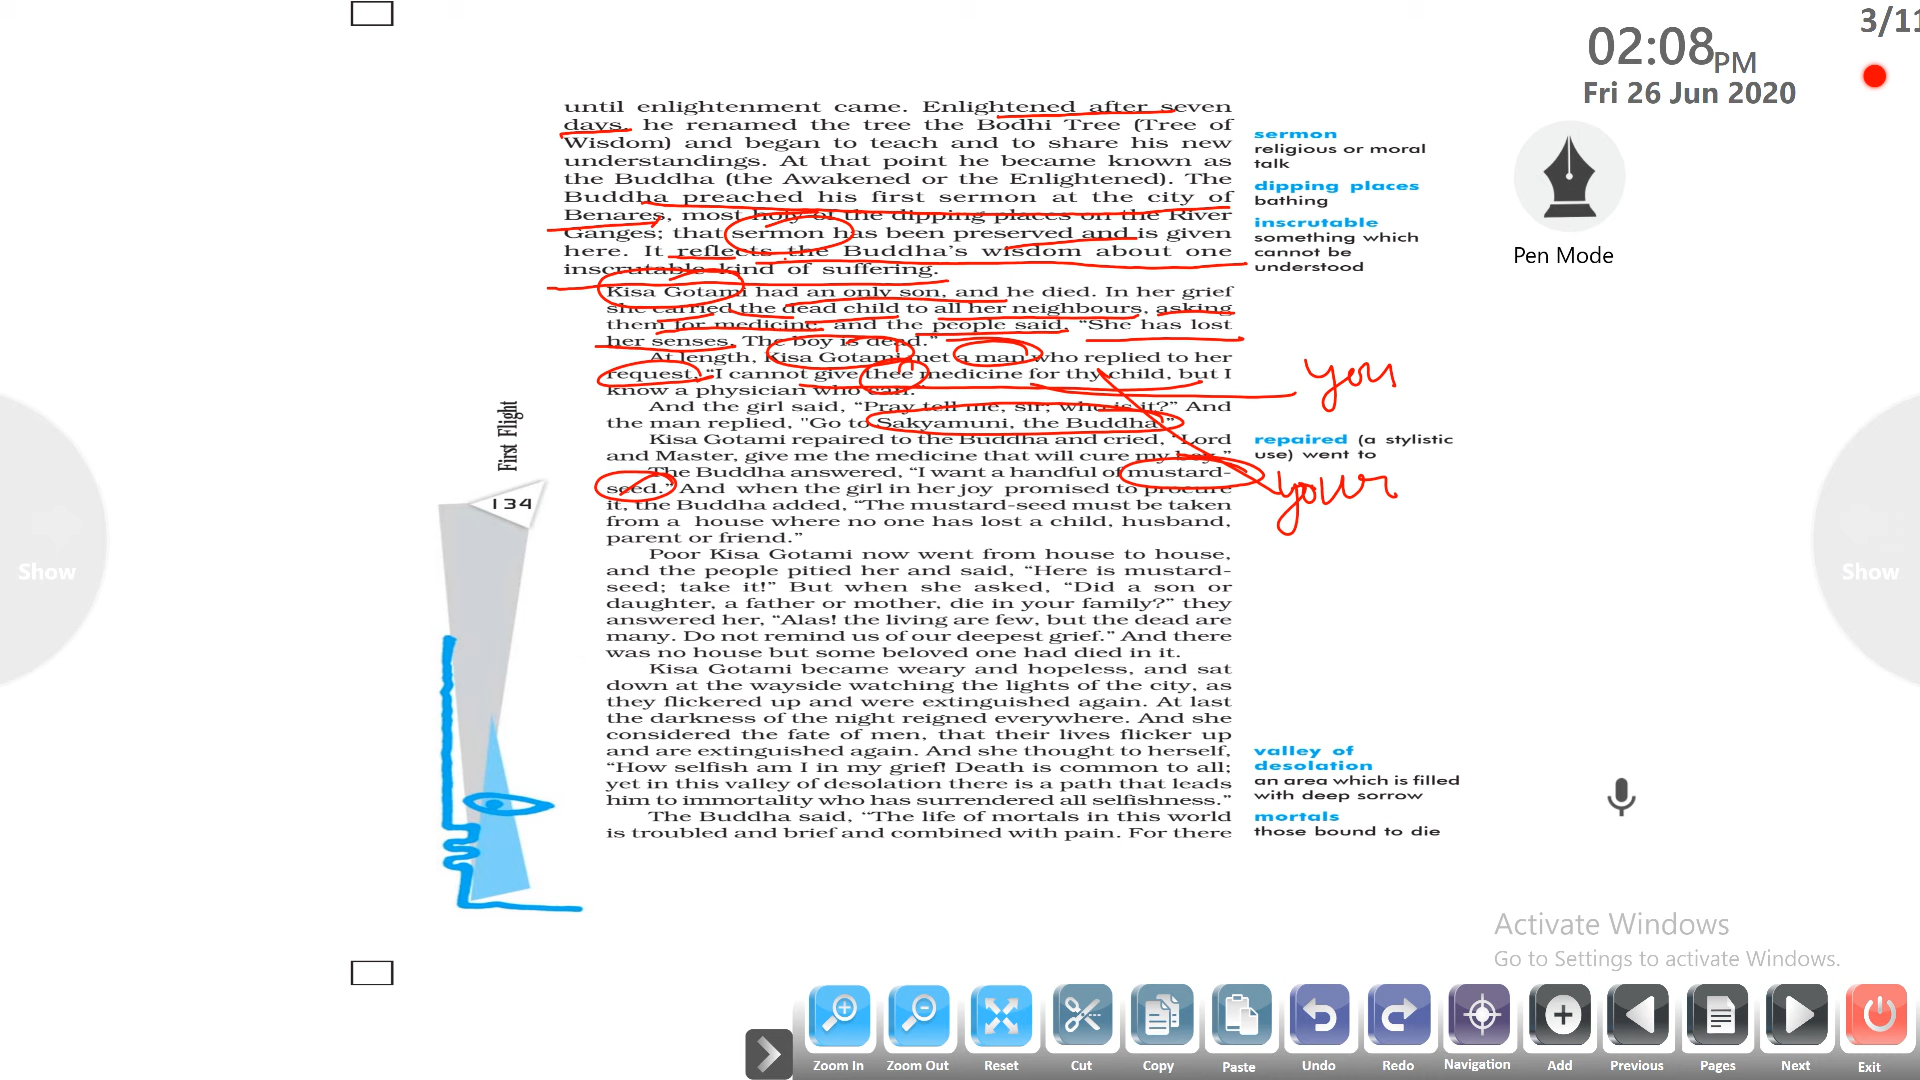 3/11
02:08PM
Fri 26 Jun 2020
until enlightenment came. Enlightened after seven
days, he renamed the tree the Bodhi Tree (Tree of
Wisdom) and began to teach and to share his new
understandings. At that point he became known as
the Buddha (the Awakened or the Enlightened). The
Buddha preached his first sermon at the city of
Benares, most holy of the dipping places on the River
Ganges; that sermon has been preserved and is given
here. It reflects the Buddha's wisdom about one
inscrutable kind of suffering.
Kisa Gotami had an only son, and he died. In her grief
she carried the dead child to all her neighbours, asking
them for medicine, and the people said, “She has lost
her senses. The boy is dead.”
At length, Kisa Gotami met a man who replied to her
request, “I cannot give thee medicine for thy child, but I
know a physician who can.”
And the girl said, “Pray tell me, sir; who is it?” And
the man replied, "Go to Sakyamuni, the Buddha.”
Kisa Gotami repaired to the Buddha and cried, “Lord
and Master, give me the medicine that will cure my boy.”
The Buddha answered, “I want a handful of mustard-
seed.” And when the girl in her joy promised to procure
it, the Buddha added, “The mustard-seed must be taken
from a house where no one has lost a child, husband,
parent or friend.”
Poor Kisa Gotami now went from house to house,
and the people pitied her and said, “Here is mustard-
seed; take it!” But when she asked, “Did a son or
daughter, a father or mother, die in your family?” they
answered her, “Alas! the living are few, but the dead are
many. Do not remind us of our deepest grief.” And there
was no house but some beloved one had died in it.
Kisa Gotami became weary and hopeless, and sat
down at the wayside watching the lights of the city, as
they flickered up and were extinguished again. At last
the darkness of the night reigned everywhere. And she
considered the fate of men, that their lives flicker up
and are extinguished again. And she thought to herself,
“How selfish am I in my grief! Death is common to all;
yet in this valley of desolation there is a path that leads
him to immortality who has surrendered all selfishness.”
The Buddha said, “The life of mortals in this world
is troubled and brief and combined with pain. For there
sermon
religious or moral
talk
dipping places
bathing
inscrutable
something which
cannot be
understood
you
repaired (a stylistic
use) went to
your
valley of
desolation
an area which is filled
with deep sorrow
mortals
those bound to die
First Flight
134
Pen Mode
Show
Show
Activate Windows
Go to Settings to activate Windows.
Zoom In
Zoom Out
Reset
Cut
Copy
Paste
Undo
Redo
Navigation
Add
Previous
Pages
Next
Exit